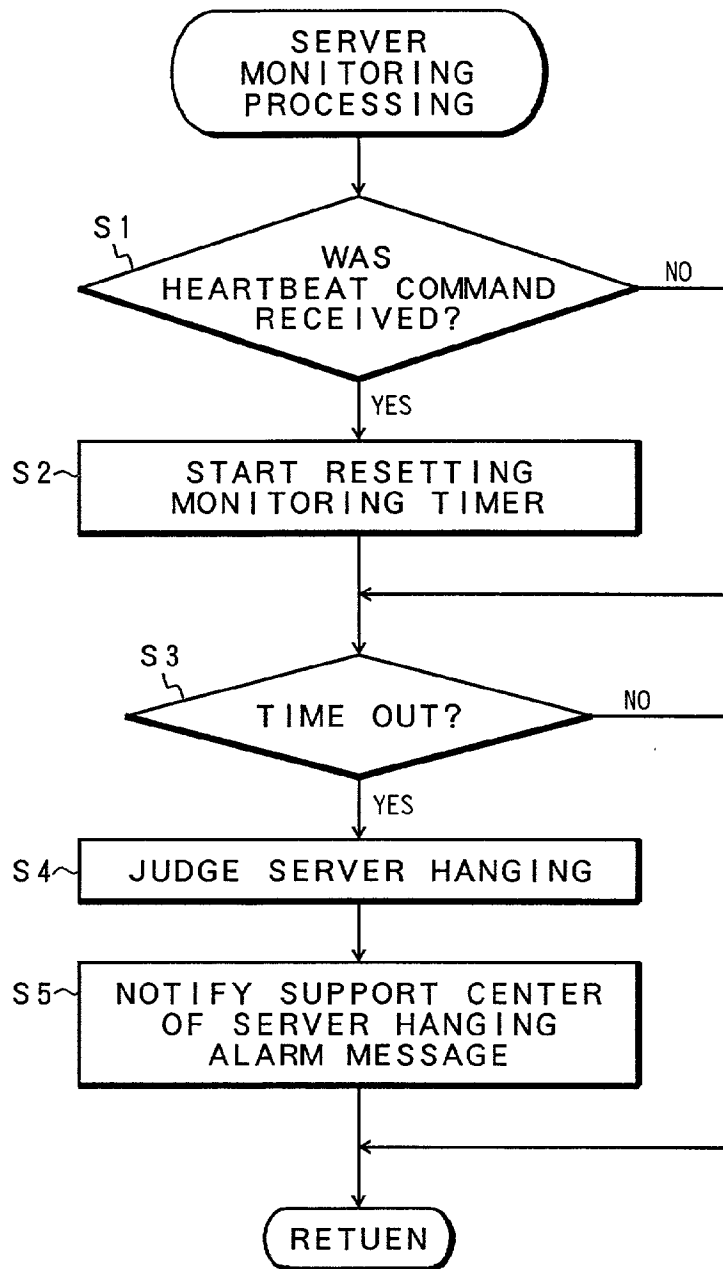 SERVER
MONITORING
PROCESSING
S1
WAS
HEARTBEAT COMMAND
RECEIVED?
NO
YES
S2
START RESETTING
MONITORING TIMER
S3
TIME OUT?
NO
YES
S4
JUDGE SERVER HANGING
S5
NOTIFY SUPPORT CENTER
OF SERVER HANGING
ALARM MESSAGE
RETUEN